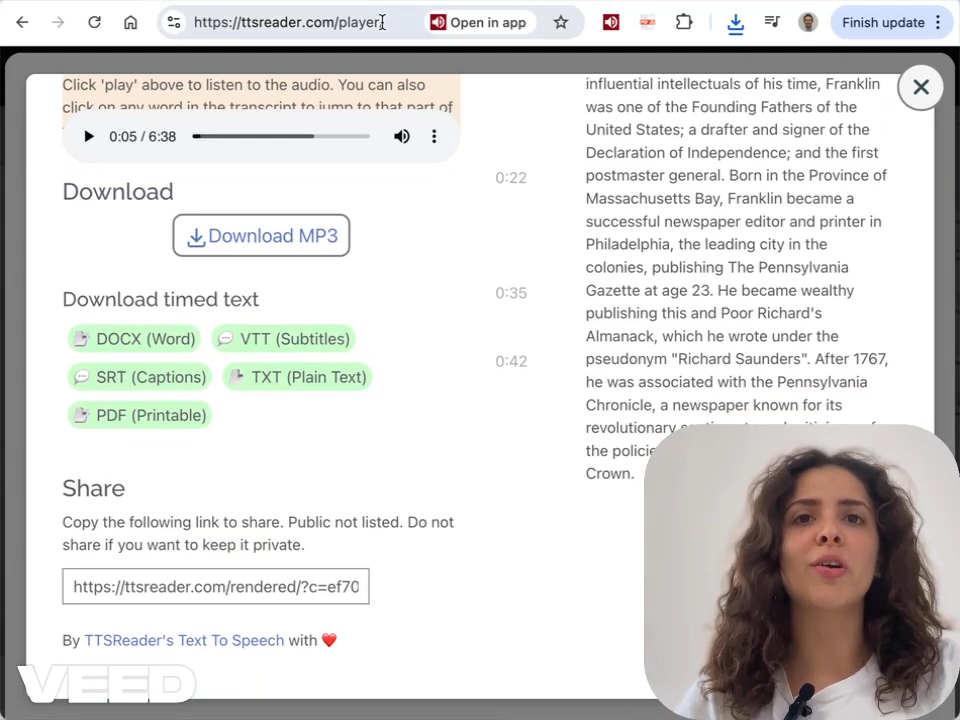 https://ttsreader.com/player
Open in app
Finish update
Click 'play' above to listen to the audio. You can also
click on any word in the transcript to jump to that part of
0:05 / 6:38
Download
Download MP3
Download timed text
DOCX (Word)
VTT (Subtitles)
SRT (Captions)
TXT (Plain Text)
PDF (Printable)
Share
Copy the following link to share. Public not listed. Do not
share if you want to keep it private.
https://ttsreader.com/rendered/?c=ef70
By TTSReader's Text To Speech with ❤️
VEED
0:22
0:35
0:42
influential intellectuals of his time, Franklin
was one of the Founding Fathers of the
United States; a drafter and signer of the
Declaration of Independence; and the first
postmaster general. Born in the Province of
Massachusetts Bay, Franklin became a
successful newspaper editor and printer in
Philadelphia, the leading city in the
colonies, publishing The Pennsylvania
Gazette at age 23. He became wealthy
publishing this and Poor Richard's
Almanack, which he wrote under the
pseudonym "Richard Saunders". After 1767,
he was associated with the Pennsylvania
Chronicle, a newspaper known for its
revolutionary
the policie
Crown.